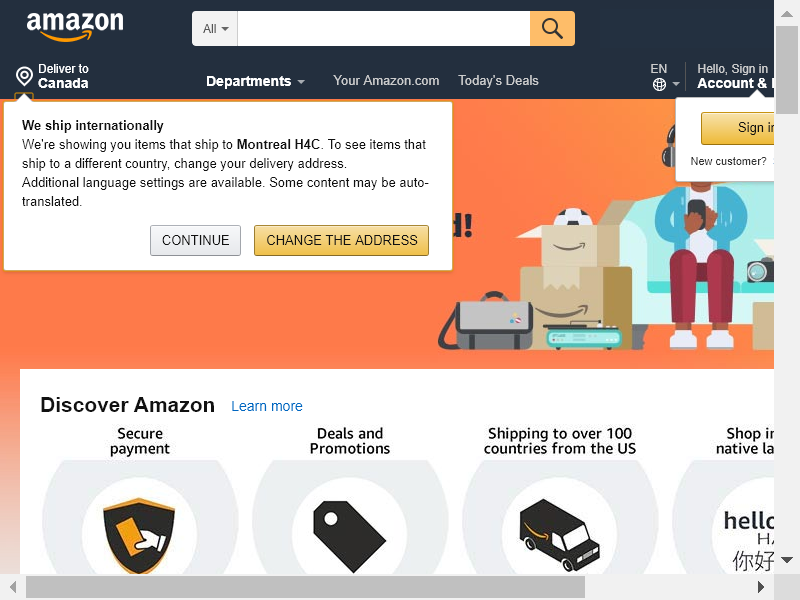 amazon
All
Deliver to
Canada
Departments
Your Amazon.com
Today's Deals
EN
Hello, Sign in
Account &
We ship internationally
We're showing you items that ship to Montreal H4C. To see items that
ship to a different country, change your delivery address.
Additional language settings are available. Some content may be auto-
translated.
CONTINUE
CHANGE THE ADDRESS
Sign in
New customer?
!
Discover Amazon
Learn more
Secure
payment
Deals and
Promotions
Shipping to over 100
countries from the US
Shop in
native la
hello
你好